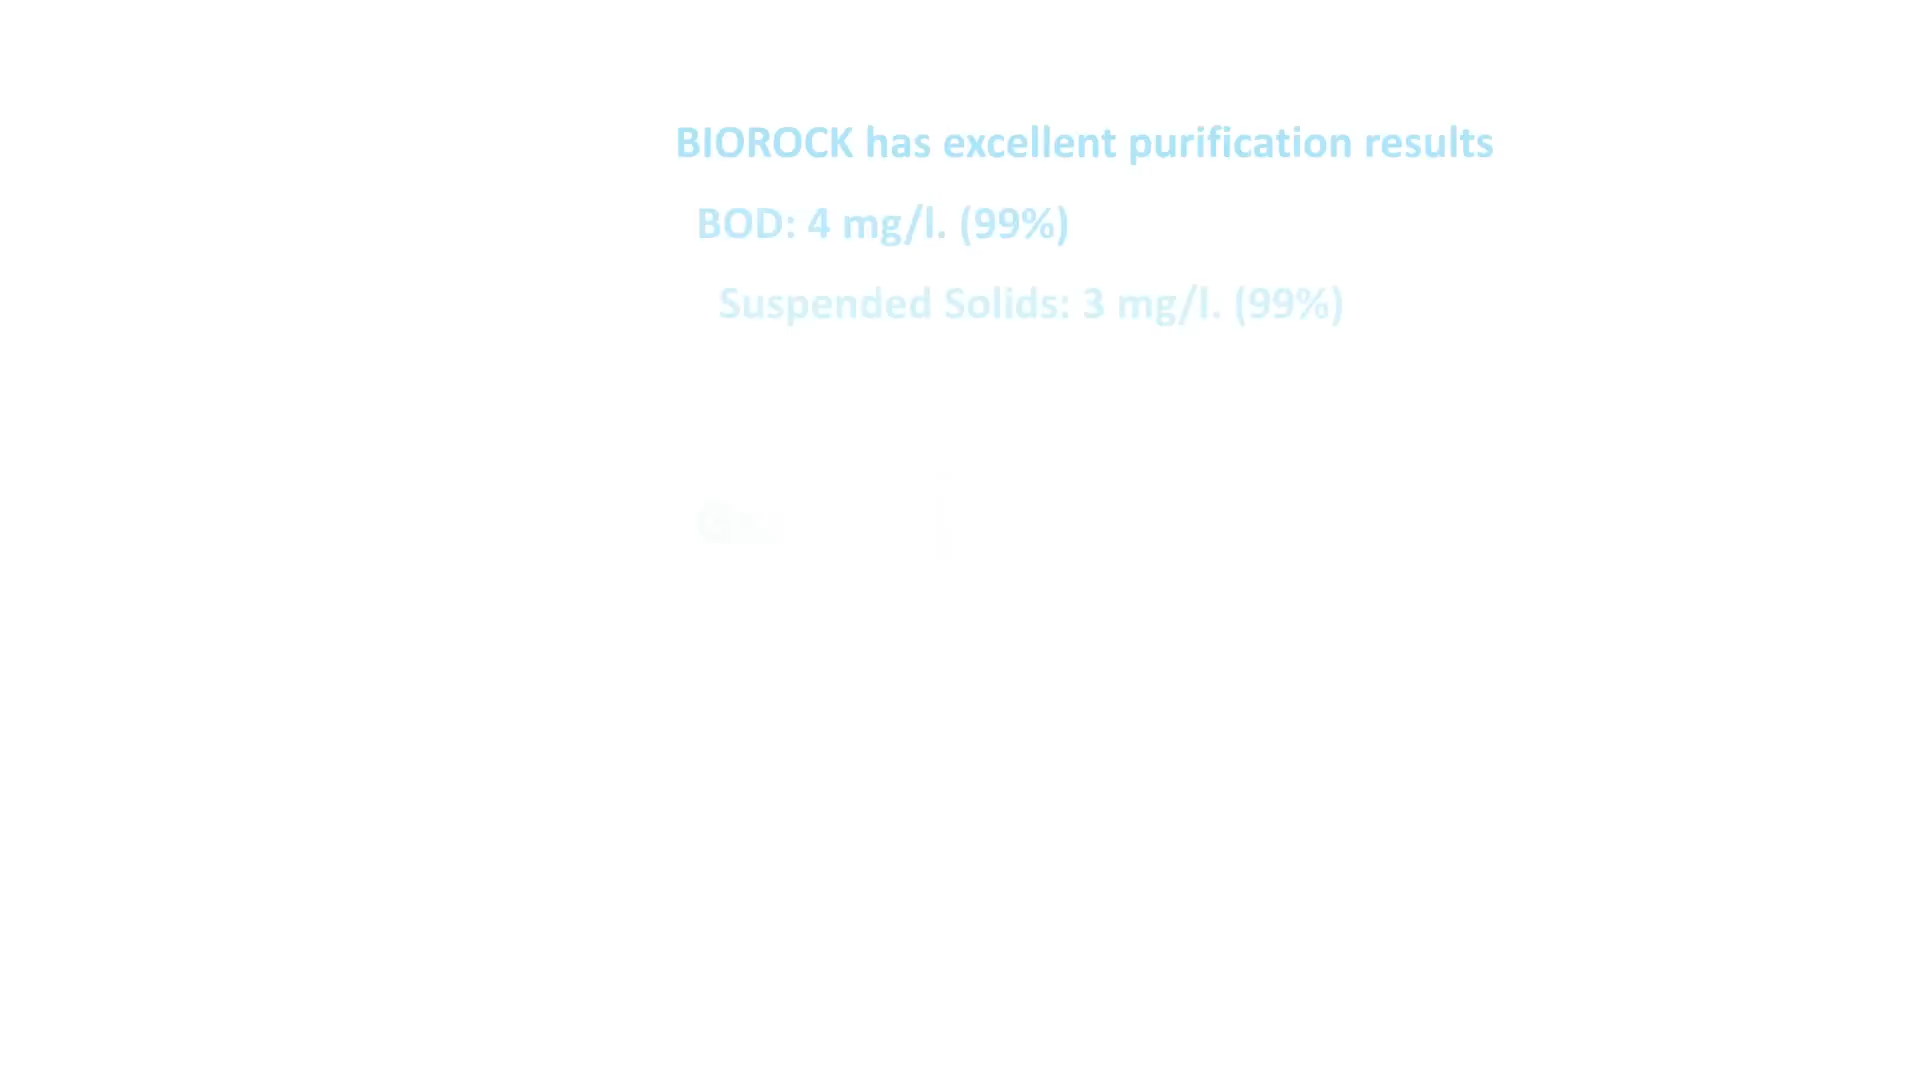 BIOROCK has excellent purification results
BOD: 4 mg/l. (99%)
Suspended Solids: 3 mg/l. (99%)